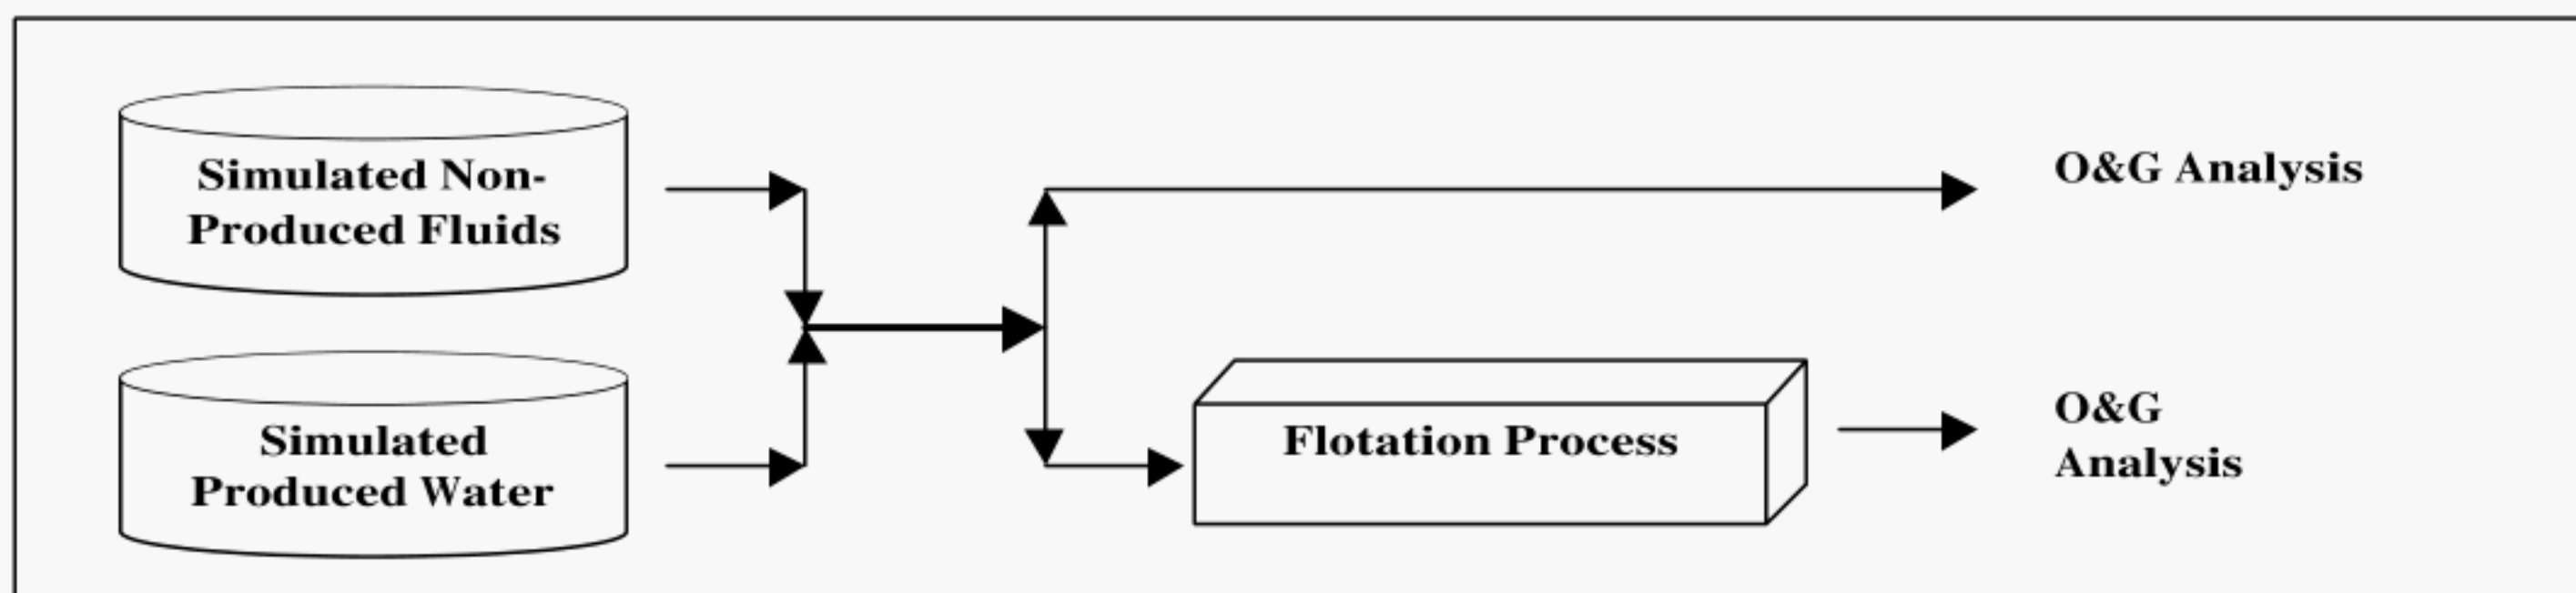 Simulated Non-
Produced Fluids
O&G Analysis
Simulated
Produced Water
Flotation Process
O&G
Analysis